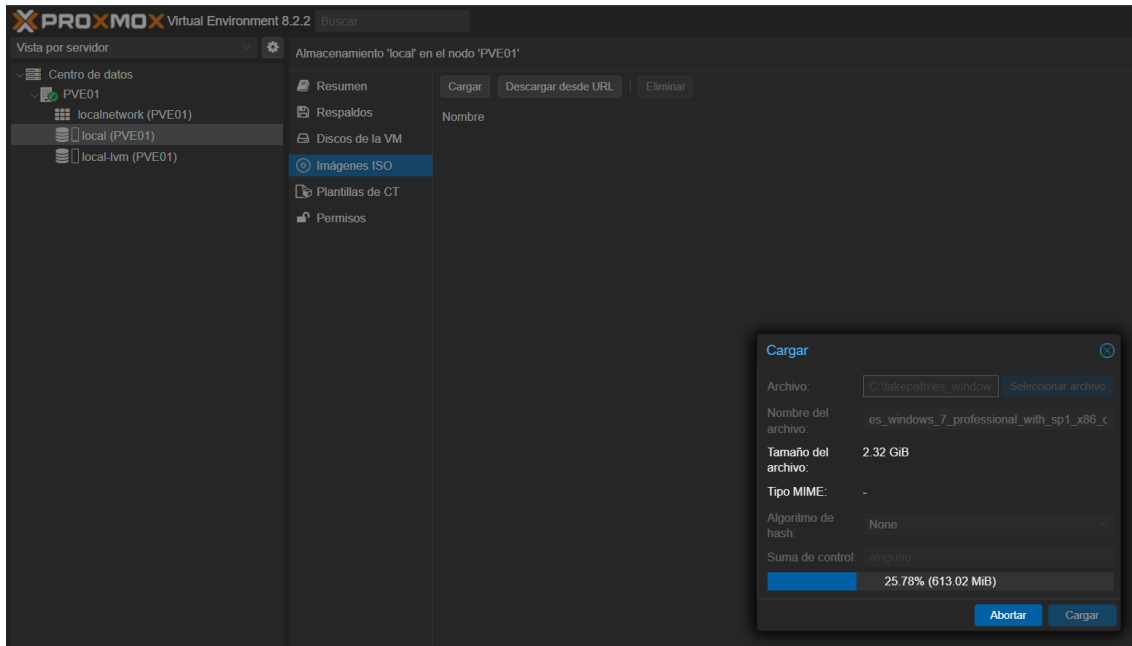 PROXMOX Virtual Environment 8.2.2 Buscar
Vista por servidor
Almacenamiento 'local' en el nodo 'PVE01'
Centro de datos
PVE01
localnetwork (PVE01)
local (PVE01)
local-lvm (PVE01)
Resumen
Respaldos
Discos de la VM
Imágenes ISO
Plantillas de CT
Permisos
Cargar Descargar desde URL Eliminar
Nombre
Cargar
Archivo: C:\fakepath\es_window Seleccionar archivo
Nombre del
archivo:
es_windows_7_professional_with_sp1_x86_
Tamaño del
archivo:
2.32 GiB
Tipo MIME: -
Algoritmo de
hash:
None
Suma de control: ninguno
25.78% (613.02 MiB)
Abortar Cargar